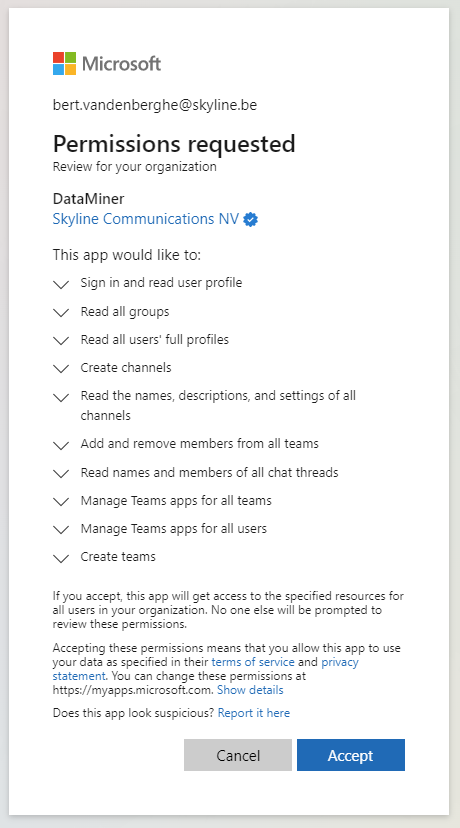 Microsoft
bert.vandenberghe@skyline.be
Permissions requested
Review for your organization
DataMiner
Skyline Communications NV
This app would like to:
Sign in and read user profile
Read all groups
Read all users' full profiles
Create channels
Read the names, descriptions, and settings of all
channels
Add and remove members from all teams
Read names and members of all chat threads
Manage Teams apps for all teams
Manage Teams apps for all users
Create teams
If you accept, this app will get access to the specified resources for
all users in your organization. No one else will be prompted to
review these permissions.
Accepting these permissions means that you allow this app to use
your data as specified in their terms of service and privacy
statement. You can change these permissions at
https://myapps.microsoft.com. Show details
Does this app look suspicious? Report it here
Cancel
Accept